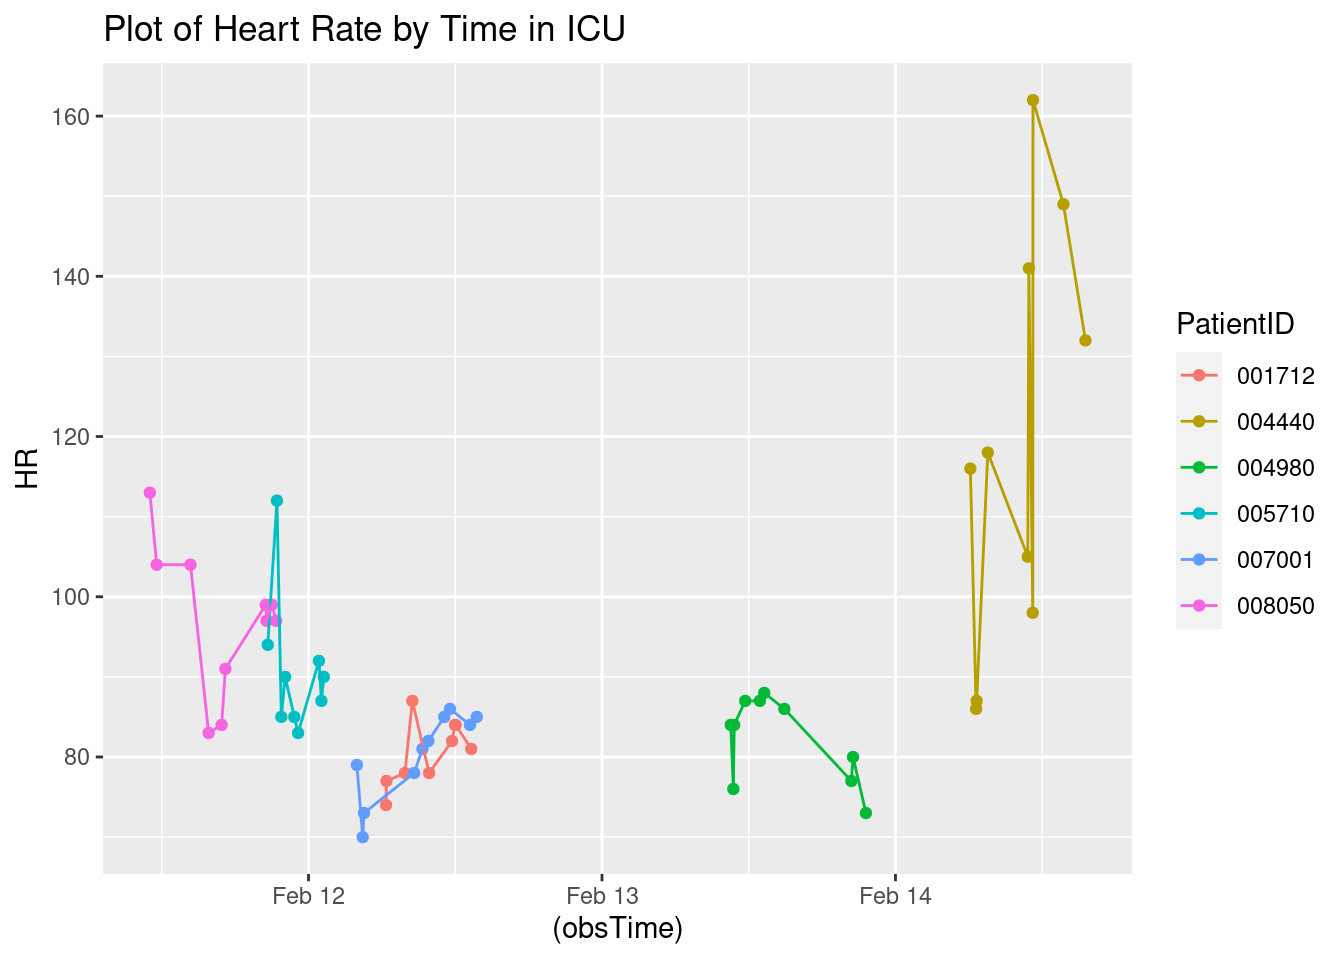 Plot of Heart Rate by Time in ICU
160
140
120
100
80
HR
Feb 12
Feb 13
Feb 14
(obsTime)
PatientID
001712
004440
004980
005710
007001
008050